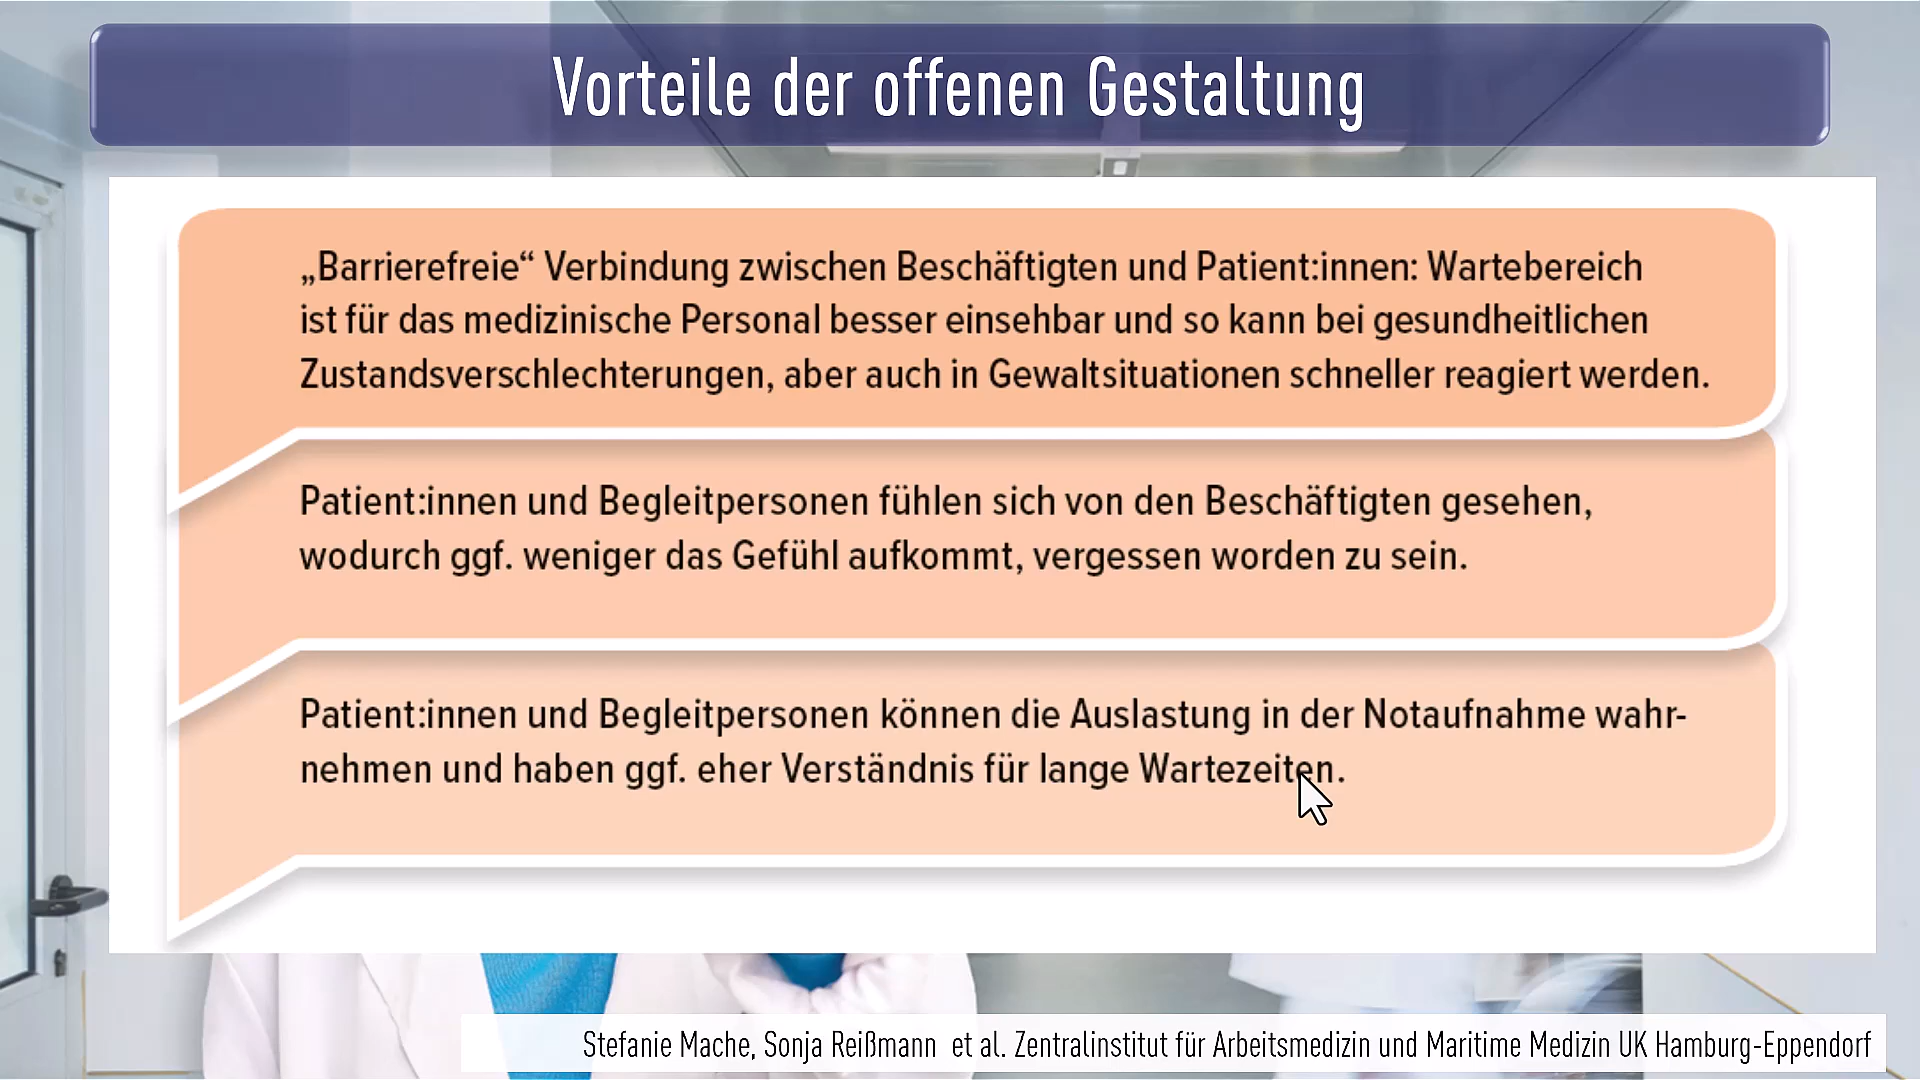 Vorteile der offenen Gestaltung
„Barrierefreie“ Verbindung zwischen Beschäftigten und Patient:innen: Wartebereich
ist für das medizinische Personal besser einsehbar und so kann bei gesundheitlichen
Zustandsverschlechterungen, aber auch in Gewaltsituationen schneller reagiert werden.
Patient:innen und Begleitpersonen fühlen sich von den Beschäftigten gesehen,
wodurch ggf. weniger das Gefühl aufkommt, vergessen worden zu sein.
Patient:innen und Begleitpersonen können die Auslastung in der Notaufnahme wahr-
nehmen und haben ggf. eher Verständnis für lange Wartezeiten.
Stefanie Mache, Sonja Reißmann et al. Zentralinstitut für Arbeitsmedizin und Maritime Medizin UK Hamburg-Eppendorf